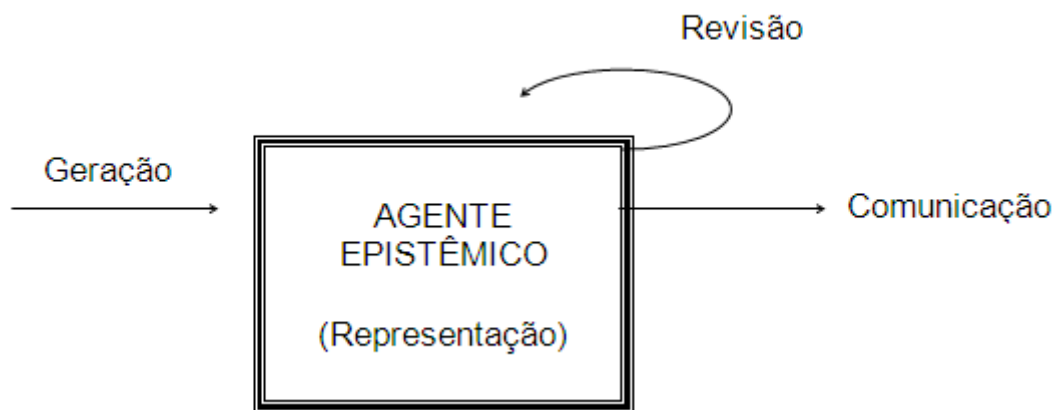 Revisão
Geração
AGENTE
EPISTÊMICO
Comunicação
(Representação)